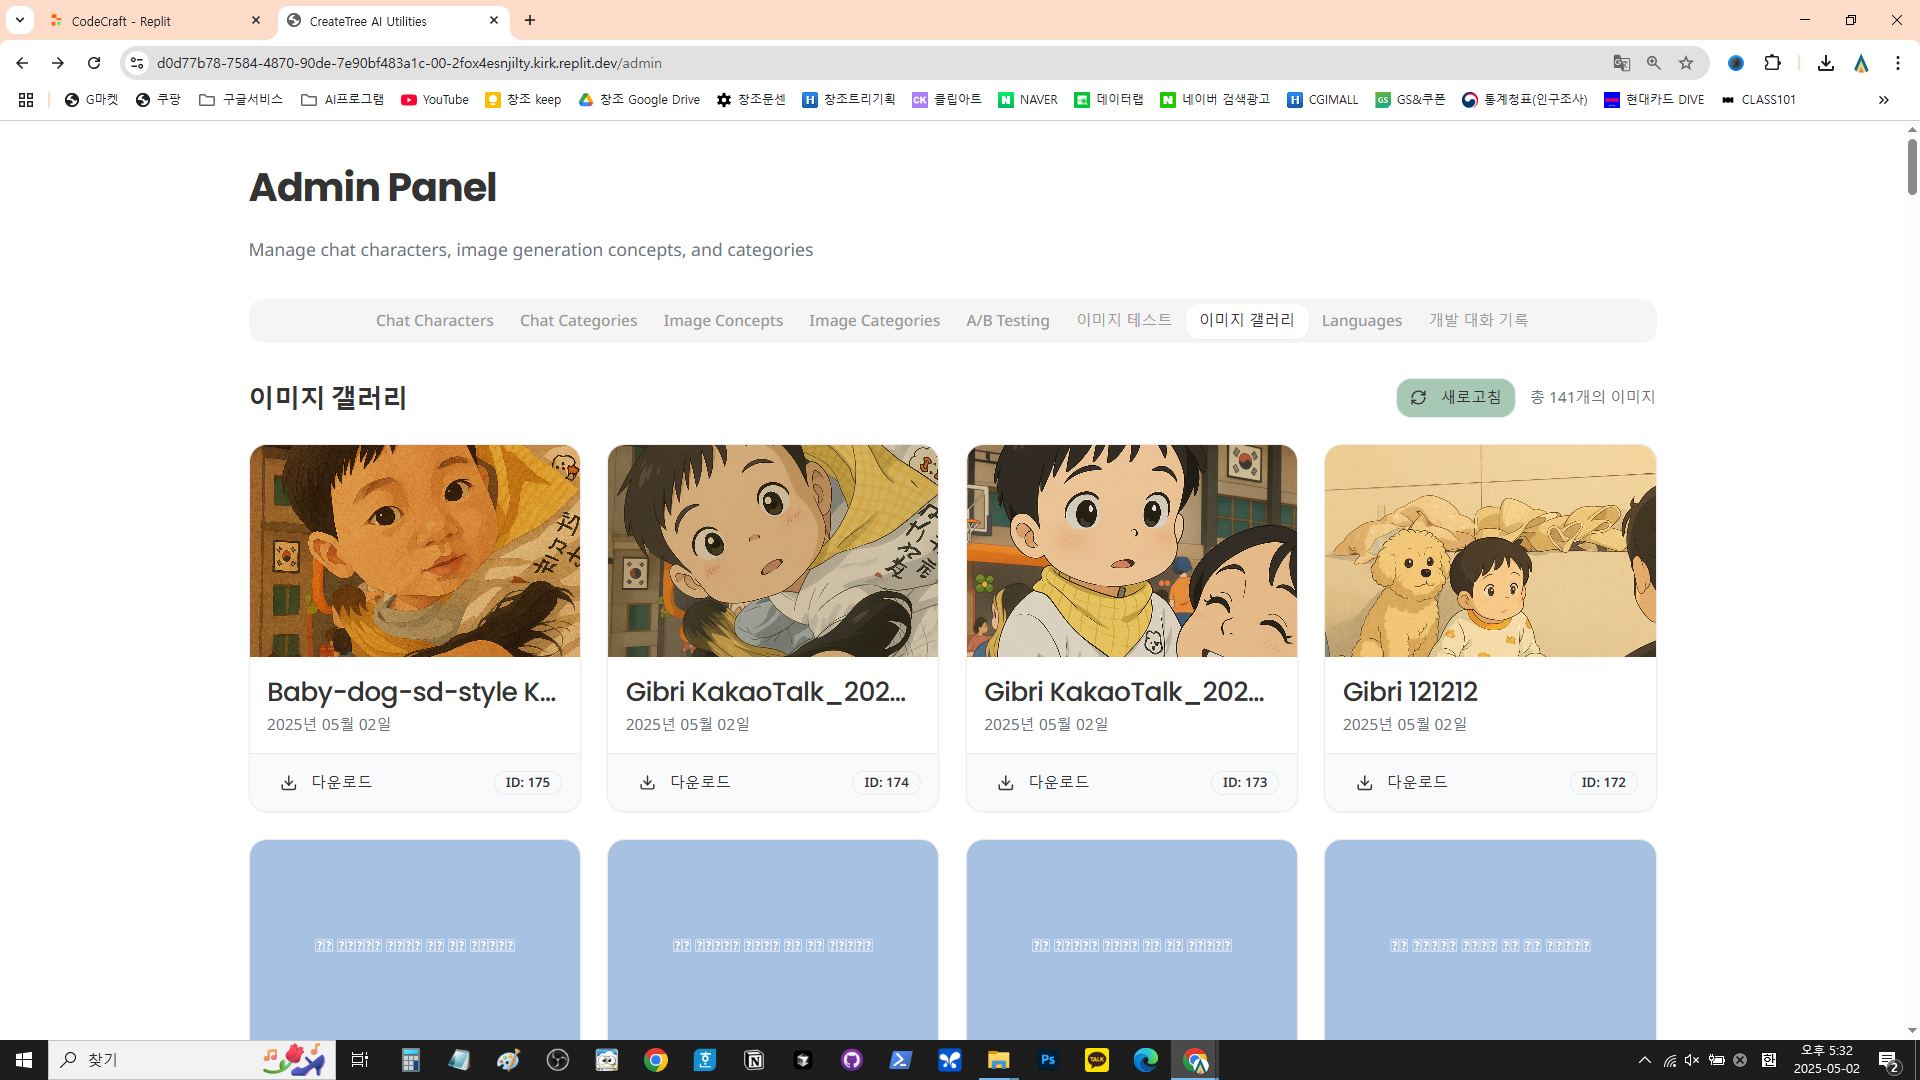 CodeCraft - Replit
CreateTree AI Utilities
d0d77b78-7584-4870-90de-7e90bf483a1c-00-2fox4esnjilty.kirk.replit.dev/admin
G마켓
쿠팡
구글서비스
AI프로그램
YouTube
창조 keep
창조 Google Drive
창조문센
창조트리기획
CK 클립아트
N NAVER
데이터랩
N 네이버 검색광고
H CGIMALL
GS GS&쿠폰
통계청표(인구조사)
현대카드 DIVE
CLASS101
Admin Panel
Manage chat characters, image generation concepts, and categories
Chat Characters
Chat Categories
Image Concepts
Image Categories
A/B Testing
이미지 테스트
이미지 갤러리
Languages
개발 대화 기록
이미지 갤러리
새로고침
총 141개의 이미지
Baby-dog-sd-style K...
2025년 05월 02일
다운로드
ID: 175
Gibri KakaoTalk_202...
2025년 05월 02일
다운로드
ID: 174
Gibri KakaoTalk_202...
2025년 05월 02일
다운로드
ID: 173
Gibri 121212
2025년 05월 02일
다운로드
ID: 172
찾기
Ps
TALK
한
오후 5:32
2025-05-02
2